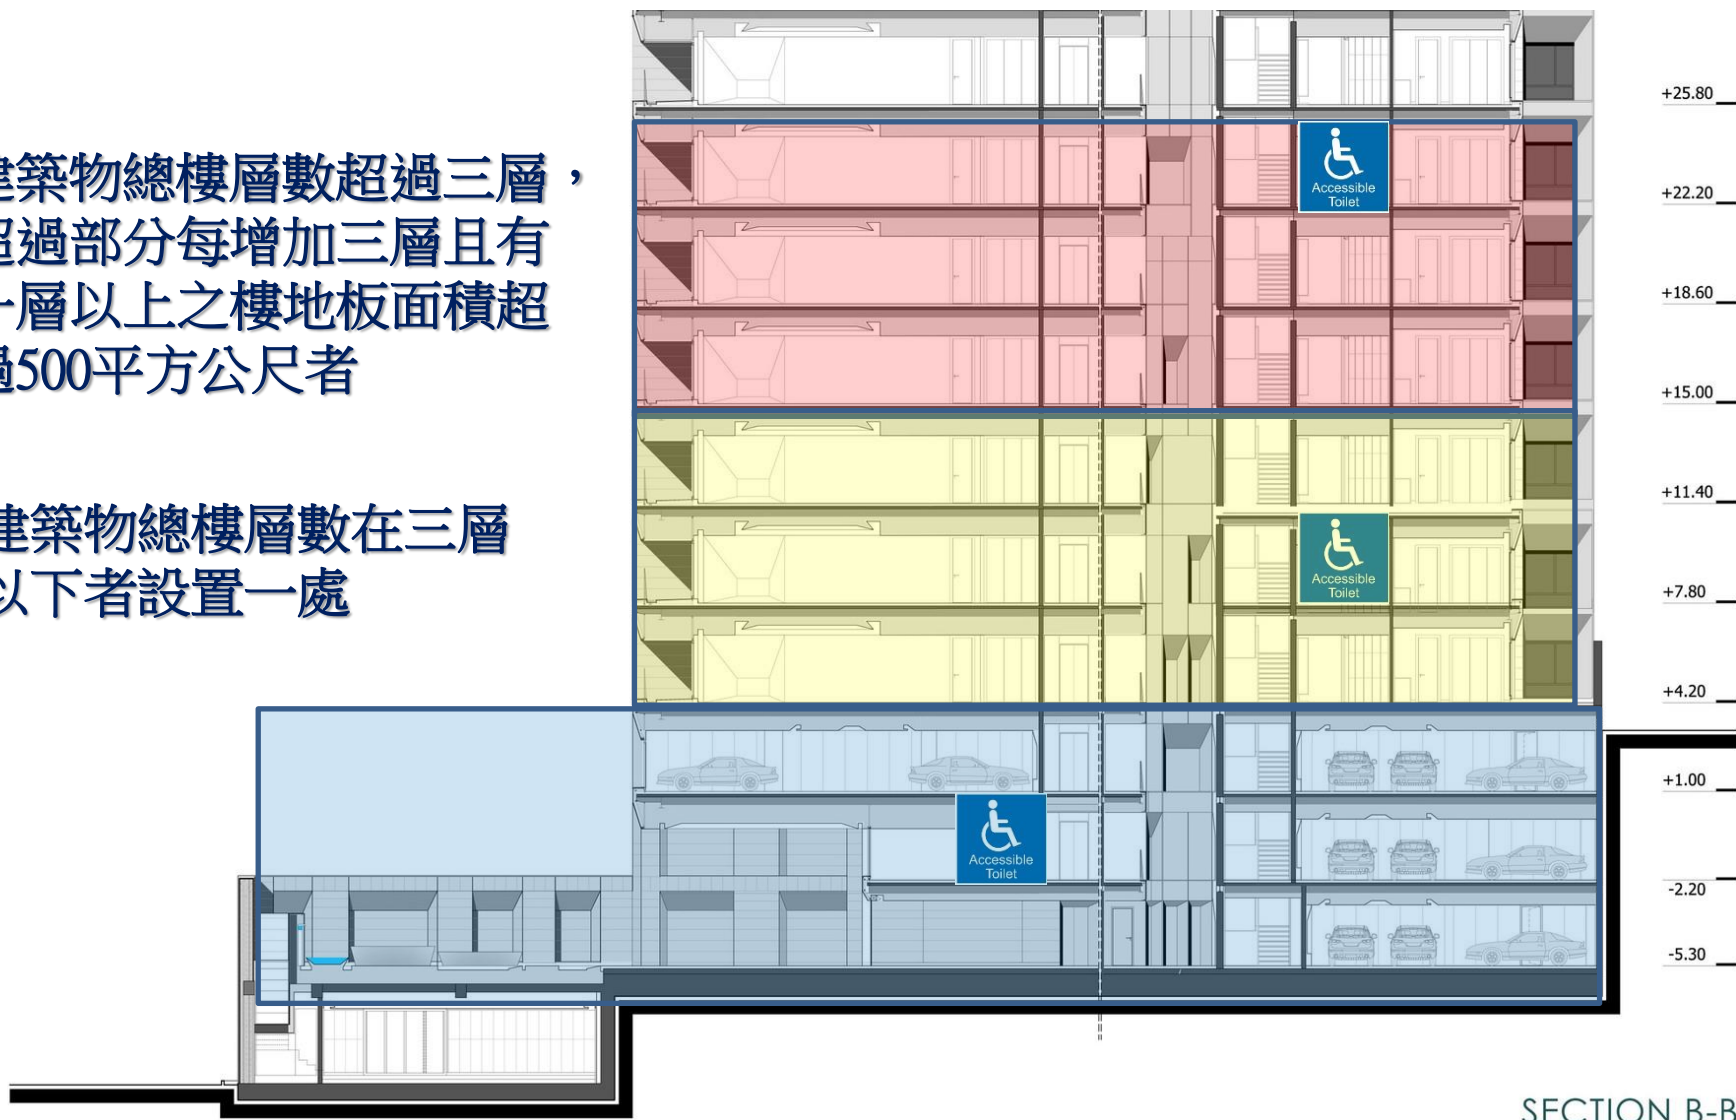 建築物總樓層數超過三層，
超過部分每增加三層且有
一層以上之樓地板面積超
過500平方公尺者
建築物總樓層數在三層
以下者設置一處
Accessible
Toilet
Accessible
Toilet
Accessible
Toilet
+25.80
+22.20
+18.60
+15.00
+11.40
+7.80
+4.20
+1.00
-2.20
-5.30
SECTION B-B